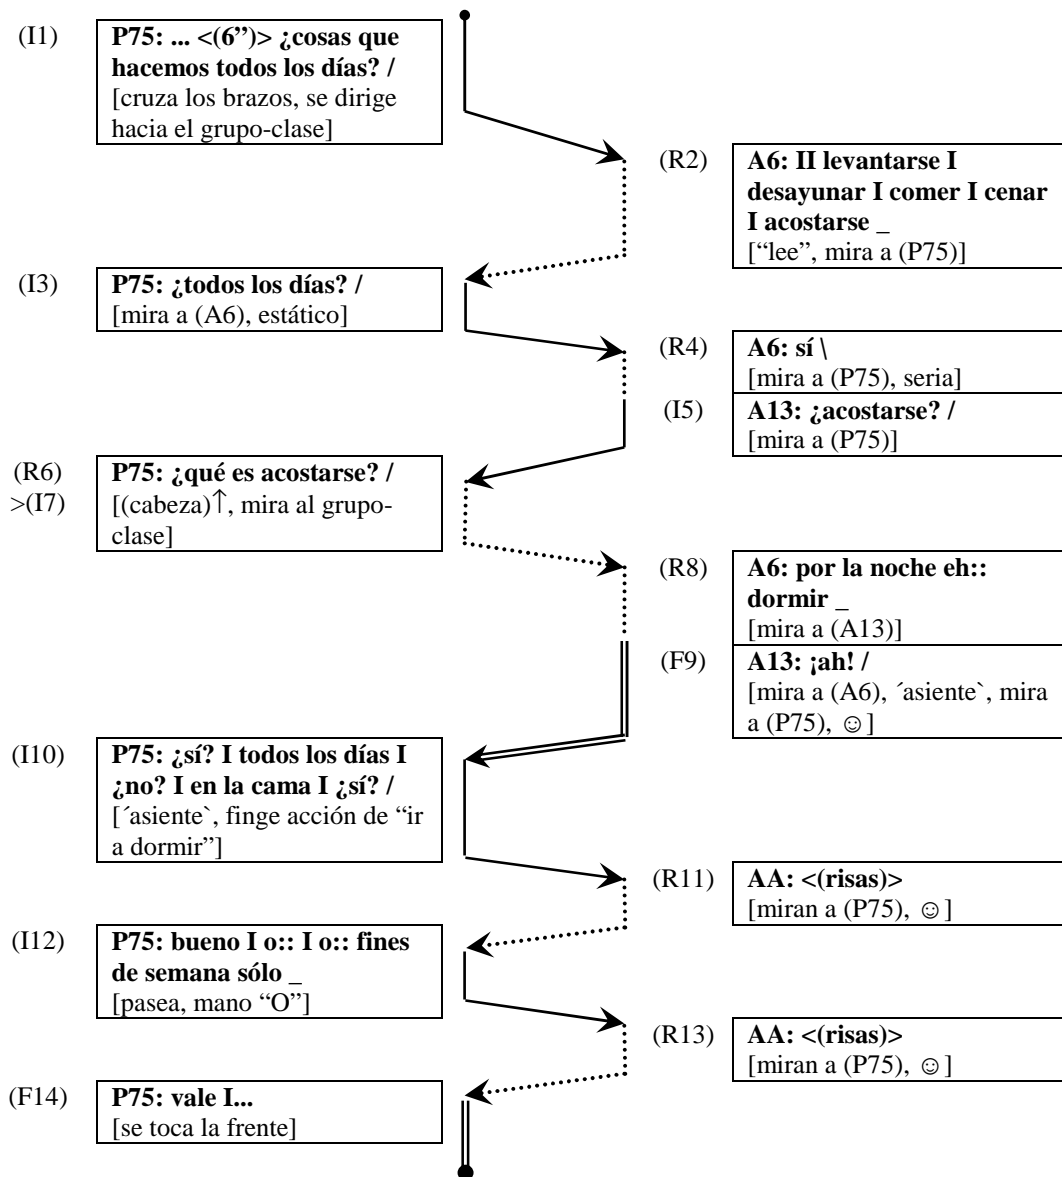 (I1)
P75: ... <(6”)> ¿cosas que
hacemos todos los días? /
[cruza los brazos, se dirige
hacia el grupo-clase]
(R2)
A6: II levantarse I
desayunar I comer I cenar
I acostarse _
[“lee”, mira a (P75)]
(I3)
P75: ¿todos los días? /
[mira a (A6), estático]
(R4)
A6: sí \
[mira a (P75), seria]
(I5)
A13: ¿acostarse? /
[mira a (P75)]
(R6)
>(I7)
P75: ¿qué es acostarse? /
[(cabeza)↑, mira al grupo-
clase]
(R8)
A6: por la noche eh::
dormir _
[mira a (A13)]
(F9)
A13: ¡ah! /
[mira a (A6), ´asiente`, mira
a (P75), ☺]
(I10)
P75: ¿sí? I todos los días I
¿no? I en la cama I ¿sí? /
[´asiente`, finge acción de “ir
a dormir”]
(R11)
AA: <(risas)>
[miran a (P75), ☺]
(I12)
P75: bueno I o:: I o:: fines
de semana sólo _
[pasea, mano “O”]
(R13)
AA: <(risas)>
[miran a (P75), ☺]
(F14)
P75: vale I...
[se toca la frente]